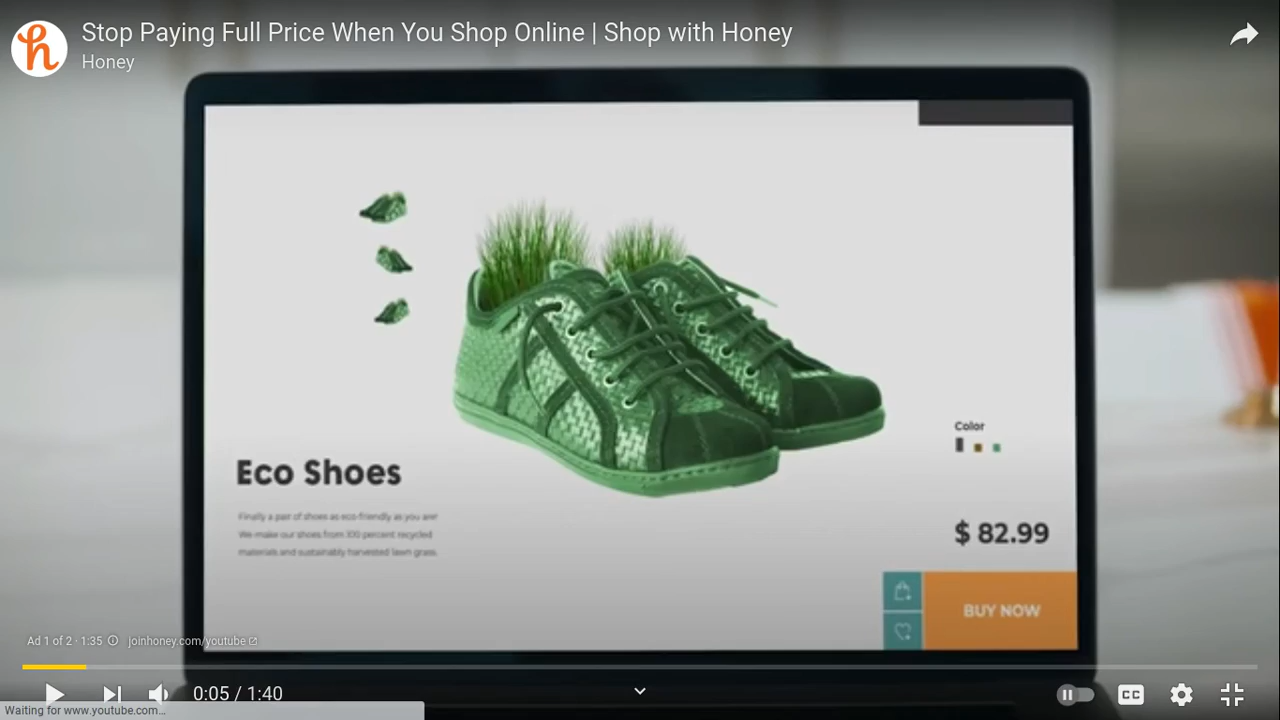 Stop Paying Full Price When You Shop Online | Shop with Honey
Honey
Color
Eco Shoes
Finally a pair of shoes as eco-friendly as you are!
We make our shoes from 100 percent recycled
materials and sustainably harvested lawn grass.
$ 82.99
BUY NOW
Ad 1 of 2 · 1:35
joinhoney.com/youtube
0:05 / 1:40
CC
Waiting for www.youtube.com...